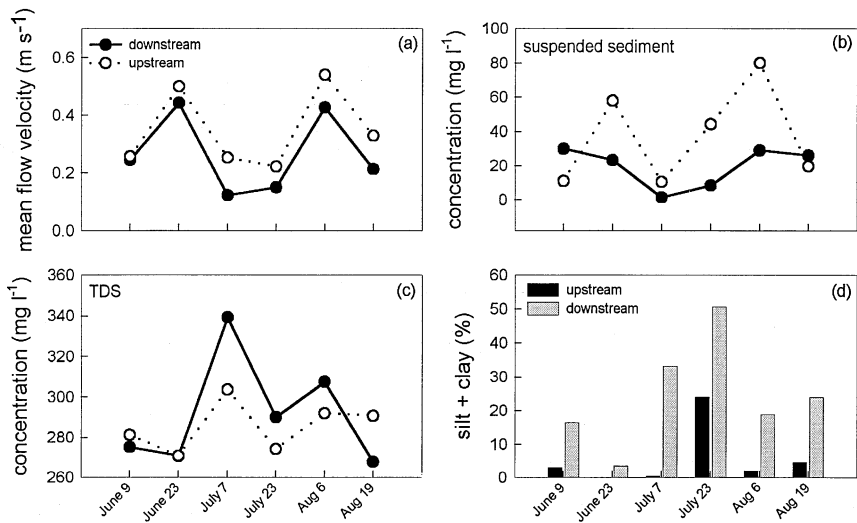 mean flow velocity (m s-1)
0.6
0.4
0.2
0.0
downstream
upstream
(a)
concentration (mg l-1)
100
80
60
40
20
0
suspended sediment
(b)
concentration (mg l-1)
360
340
320
300
280
260
TDS
(c)
June 9
June 23
July 7
July 23
Aug 6
Aug 19
silt + clay (%)
60
50
40
30
20
10
0
upstream
downstream
(d)
June 9
June 23
July 7
July 23
Aug 6
Aug 19